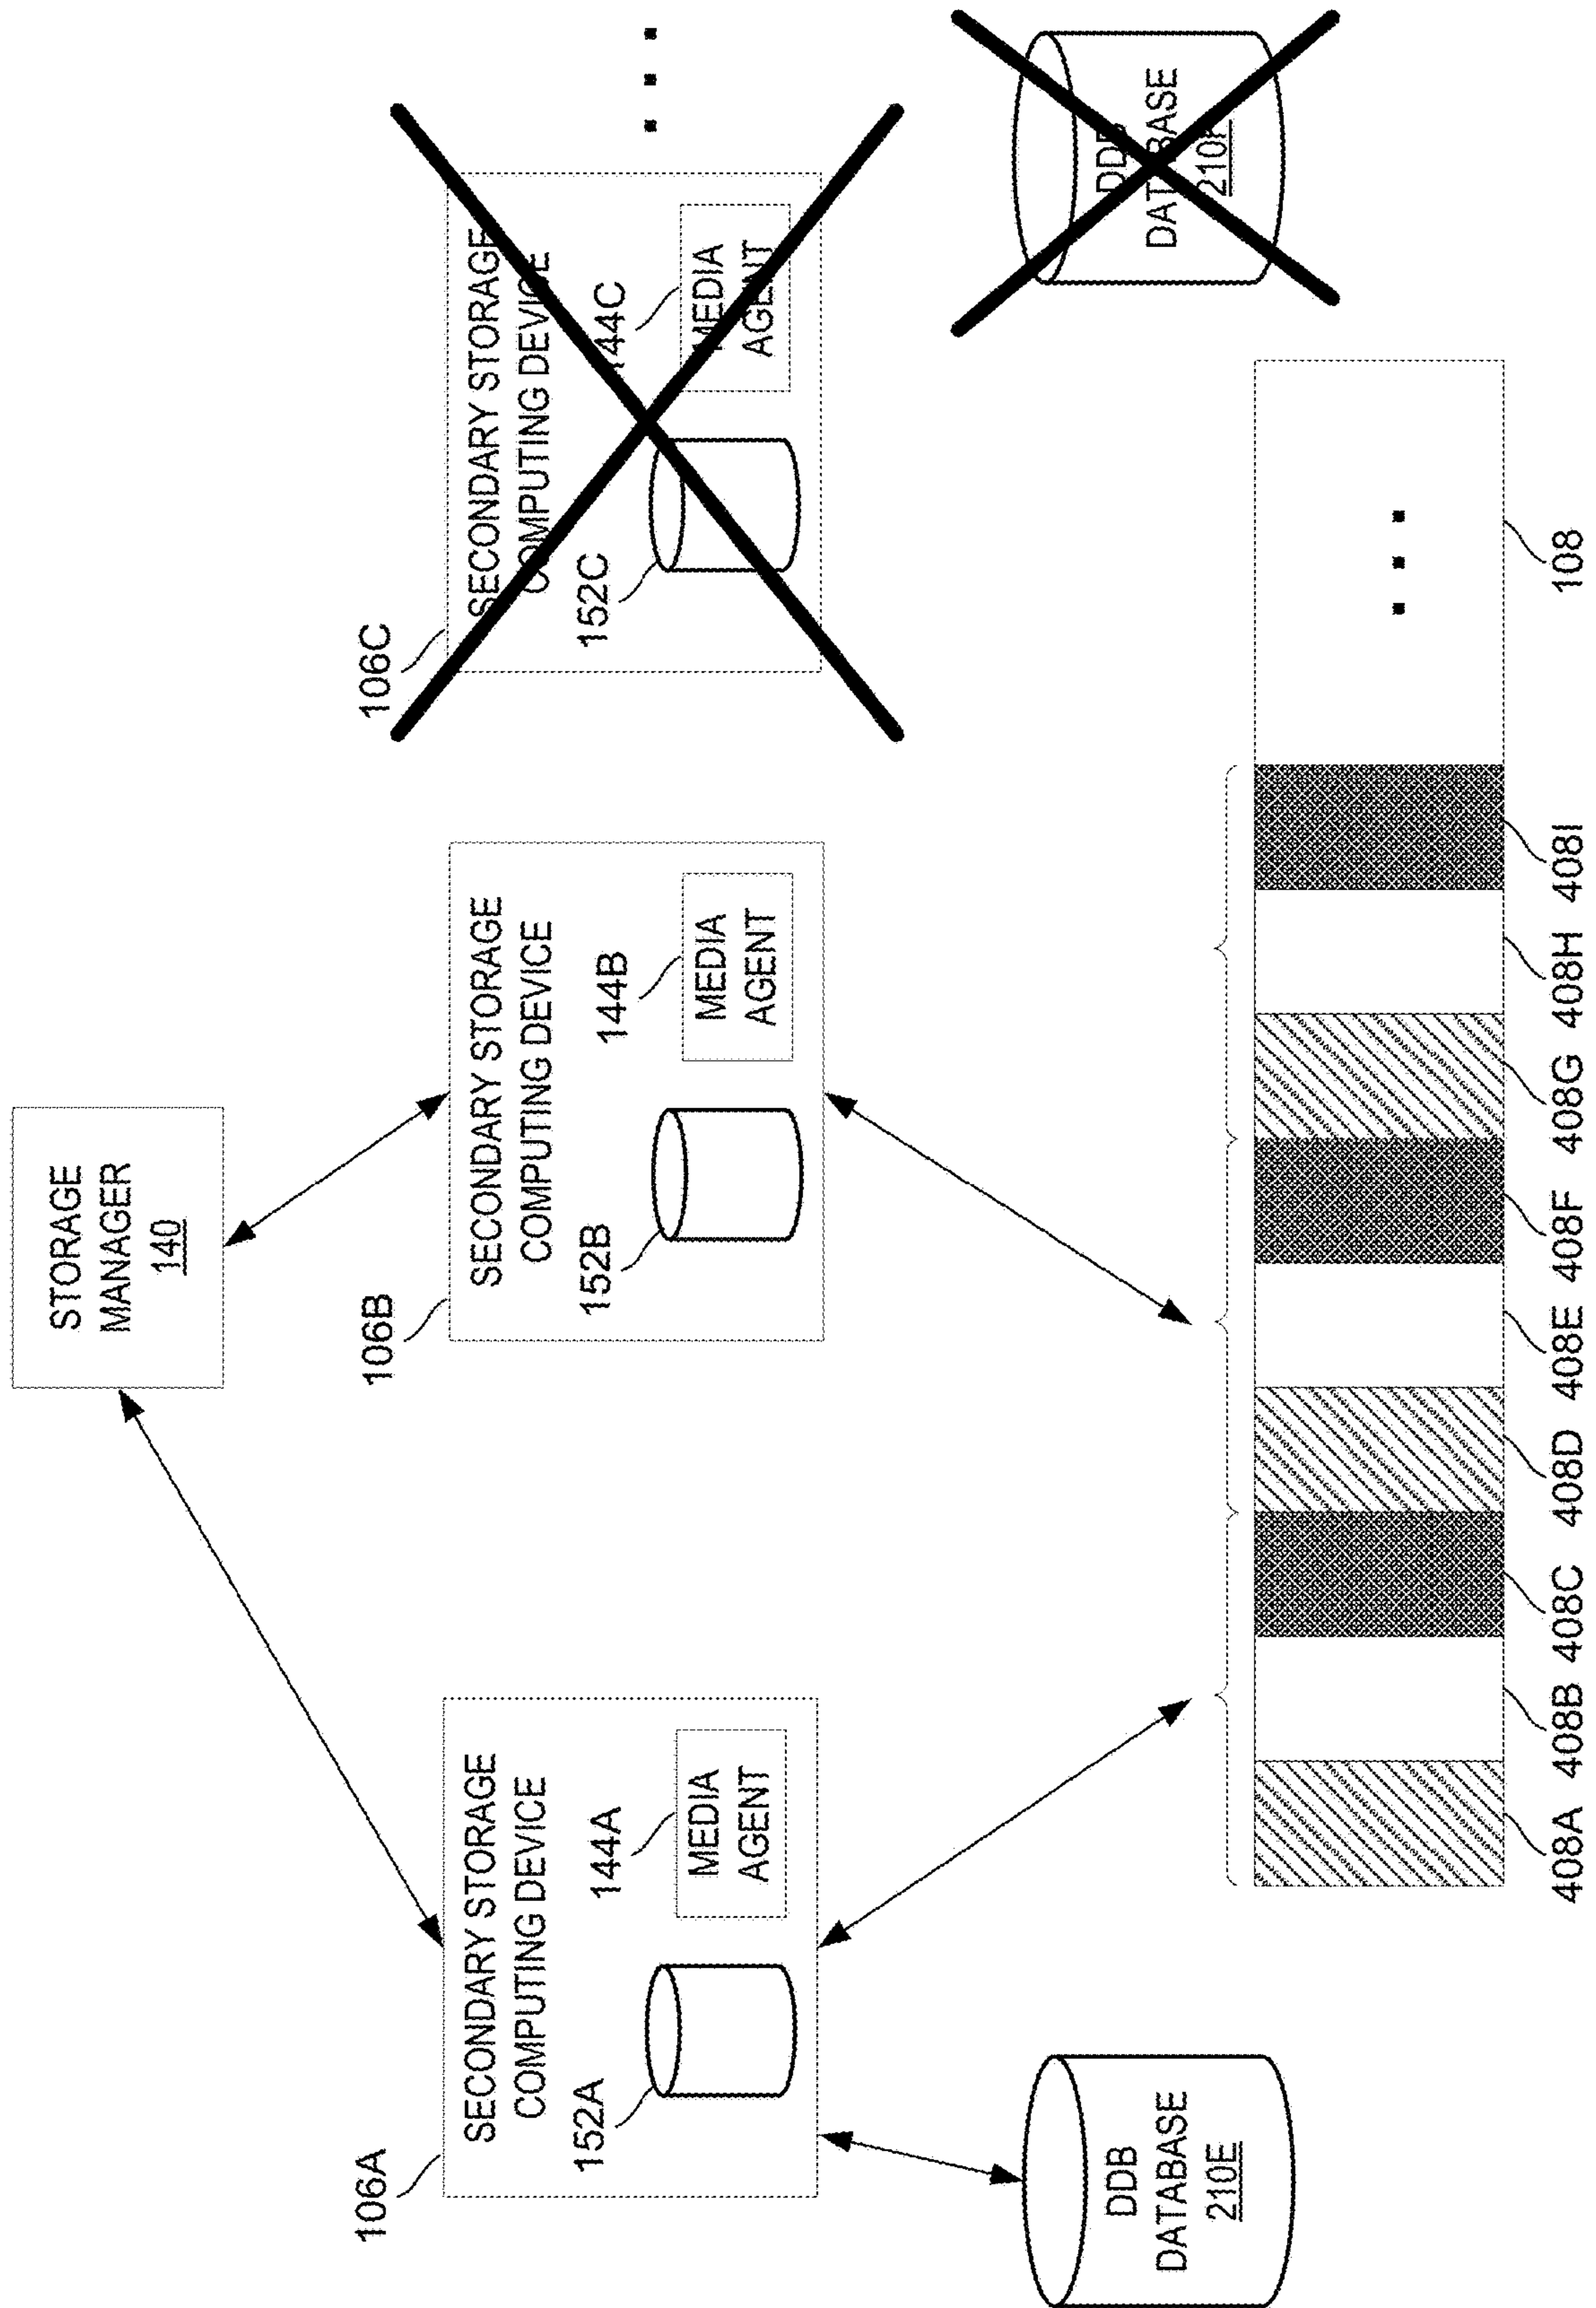 STORAGE
MANAGER
140
106A
SECONDARY STORAGE
COMPUTING DEVICE
152A
144A
MEDIA
AGENT
106B
SECONDARY STORAGE
COMPUTING DEVICE
152B
144B
MEDIA
AGENT
106C
SECONDARY STORAGE
COMPUTING DEVICE
152C
144C
MEDIA
AGENT
DDB
DATABASE
210E
DDB
DATABASE
210F
408A
408B
408C
408D
408E
408F
408G
408H
408I
108